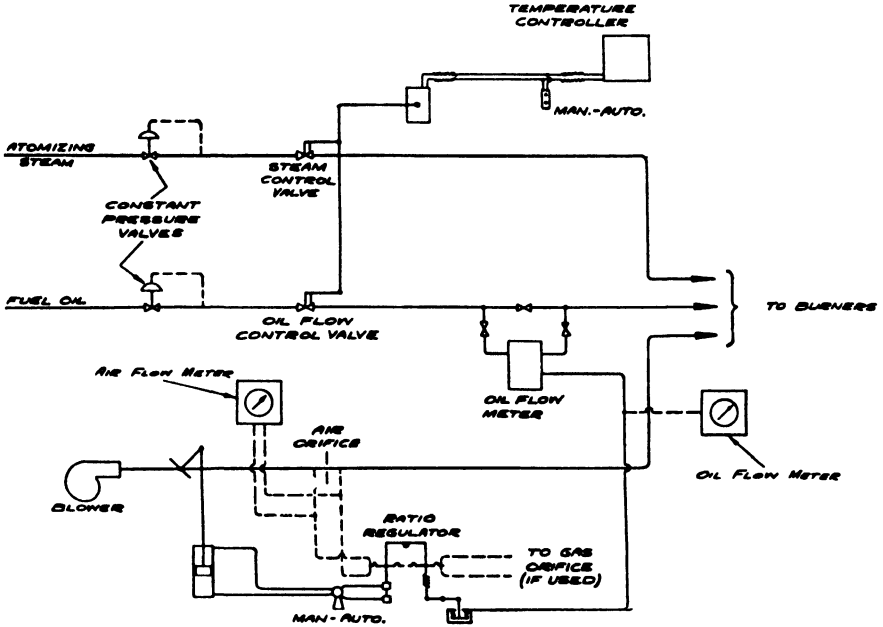 TEMPERATURE
CONTROLLER
MAN.-AUTO.
ATOMIZING
STEAM
STEAM
CONTROL
VALVE
CONSTANT
PRESSURE
VALVES
FUEL OIL
OIL FLOW
CONTROL VALVE
TO BURNERS
AIR FLOW METER
OIL FLOW
METER
AIR
ORIFICE
OIL FLOW METER
BLOWER
RATIO
REGULATOR
TO GAS
ORIFICE
(IF USED)
MAN-AUTO.